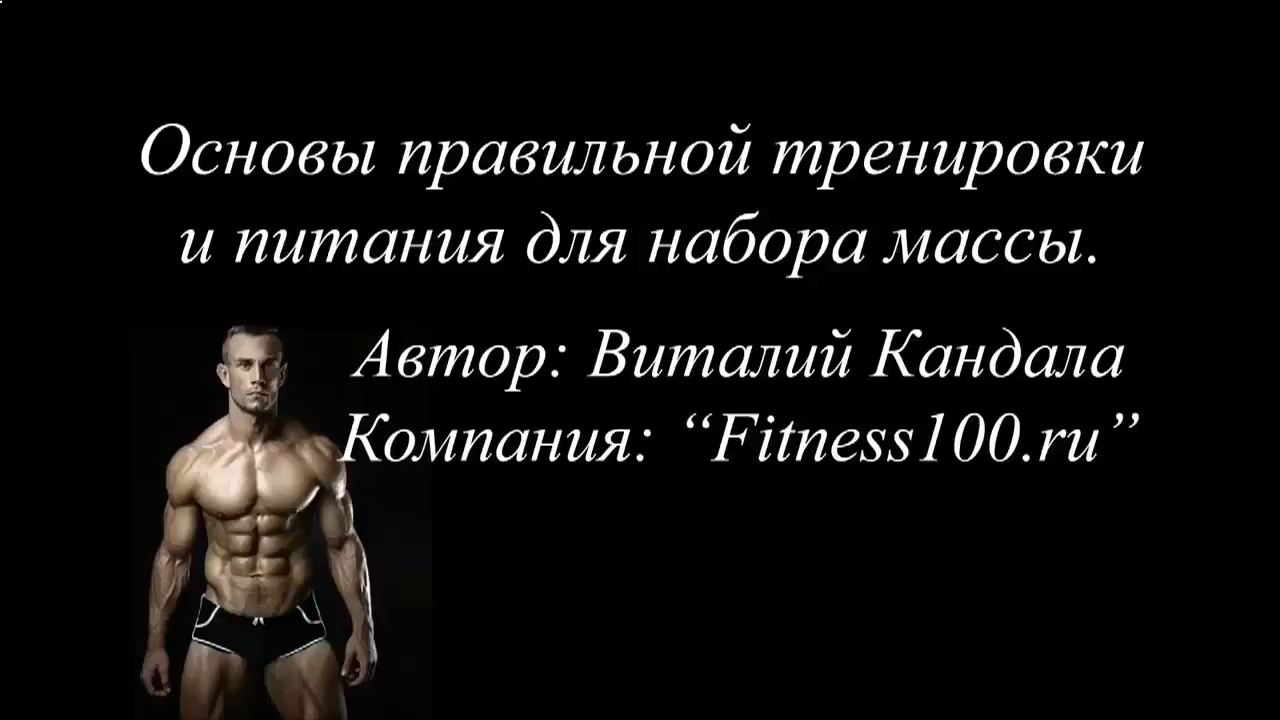 Основы правильной тренировки
и питания для набора массы.
Автор: Виталий Кандала
Компания: “Fitness100.ru”